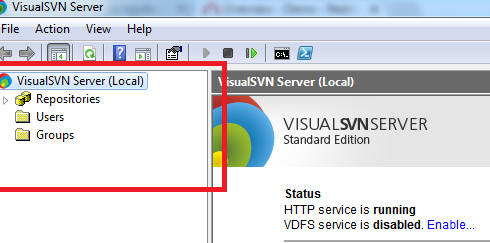 VisualSVN Server
File Action View Help
VisualSVN Server (Local)
Repositories
Users
Groups
VisualSVN Server (Local)
VISUALSVNSERVER
Standard Edition
Status
HTTP service is running
VDFS service is disabled. Enable...